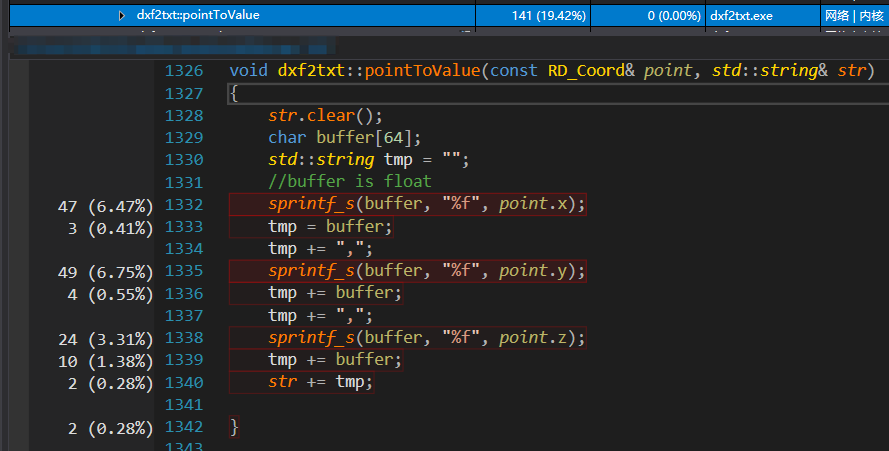 dxf2txt::pointToValue 141 (19.42%) 0 (0.00%) dxf2txt.exe 网络 | 内核
1326 void dxf2txt::pointToValue(const RD_Coord& point, std::string& str)
1327 {
1328 str.clear();
1329 char buffer[64];
1330 std::string tmp = "";
1331 //buffer is float
47 (6.47%) 1332 sprintf_s(buffer, "%f", point.x);
3 (0.41%) 1333 tmp = buffer;
1334 tmp += ",";
49 (6.75%) 1335 sprintf_s(buffer, "%f", point.y);
4 (0.55%) 1336 tmp += buffer;
1337 tmp += ",";
24 (3.31%) 1338 sprintf_s(buffer, "%f", point.z);
10 (1.38%) 1339 tmp += buffer;
2 (0.28%) 1340 str += tmp;
1341
2 (0.28%) 1342 }
1343